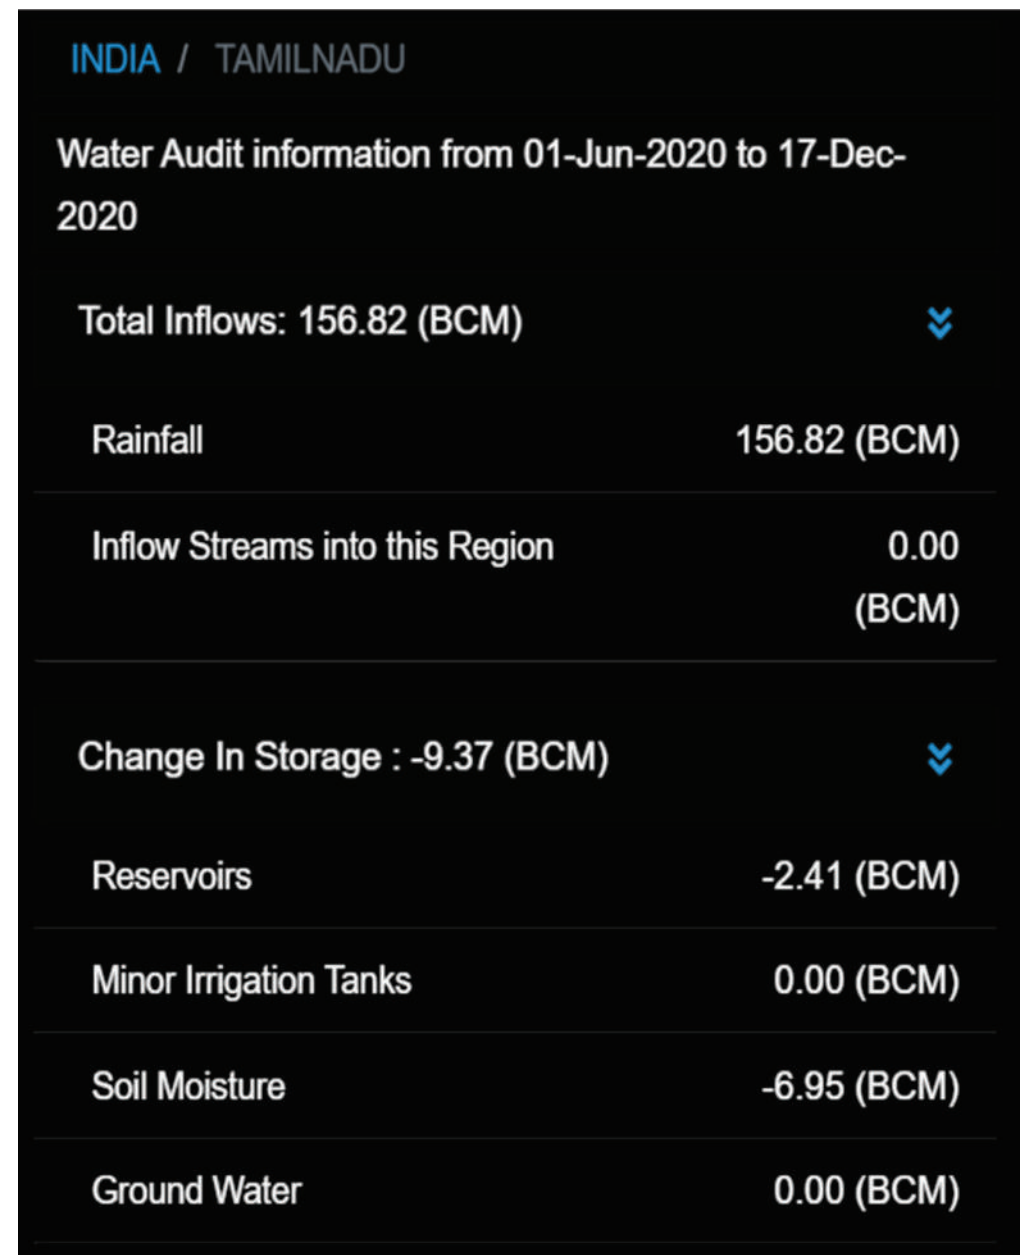 INDIA / TAMILNADU
Water Audit information from 01-Jun-2020 to 17-Dec-
2020
Total Inflows: 156.82 (BCM)
Rainfall 156.82 (BCM)
Inflow Streams into this Region 0.00
(BCM)
Change In Storage : -9.37 (BCM)
Reservoirs -2.41 (BCM)
Minor Irrigation Tanks 0.00 (BCM)
Soil Moisture -6.95 (BCM)
Ground Water 0.00 (BCM)